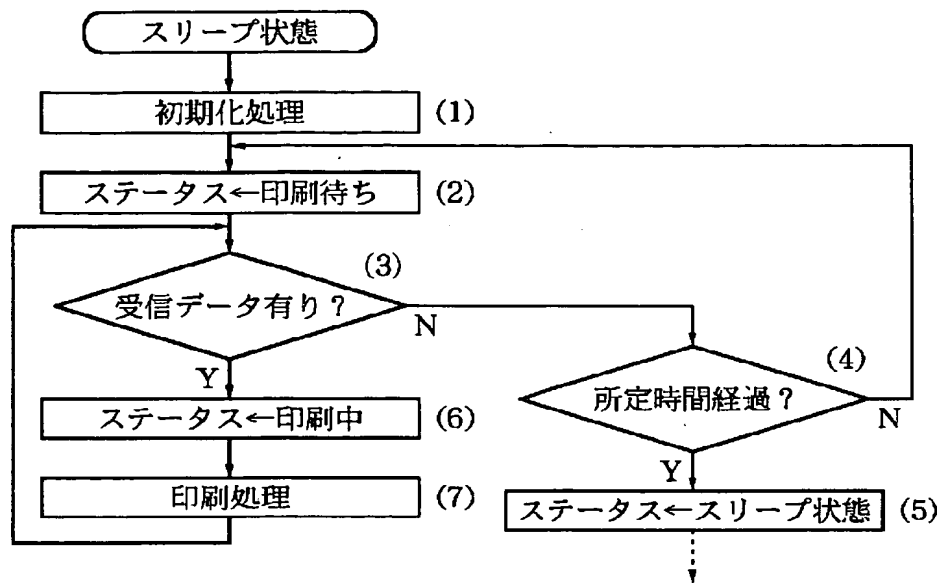 スリープ状態
初期化処理 (1)
ステータス←印刷待ち (2)
(3)
受信データ有り?
N
Y
(4)
所定時間経過?
N
Y
ステータス←印刷中 (6)
印刷処理 (7)
ステータス←スリープ状態 (5)